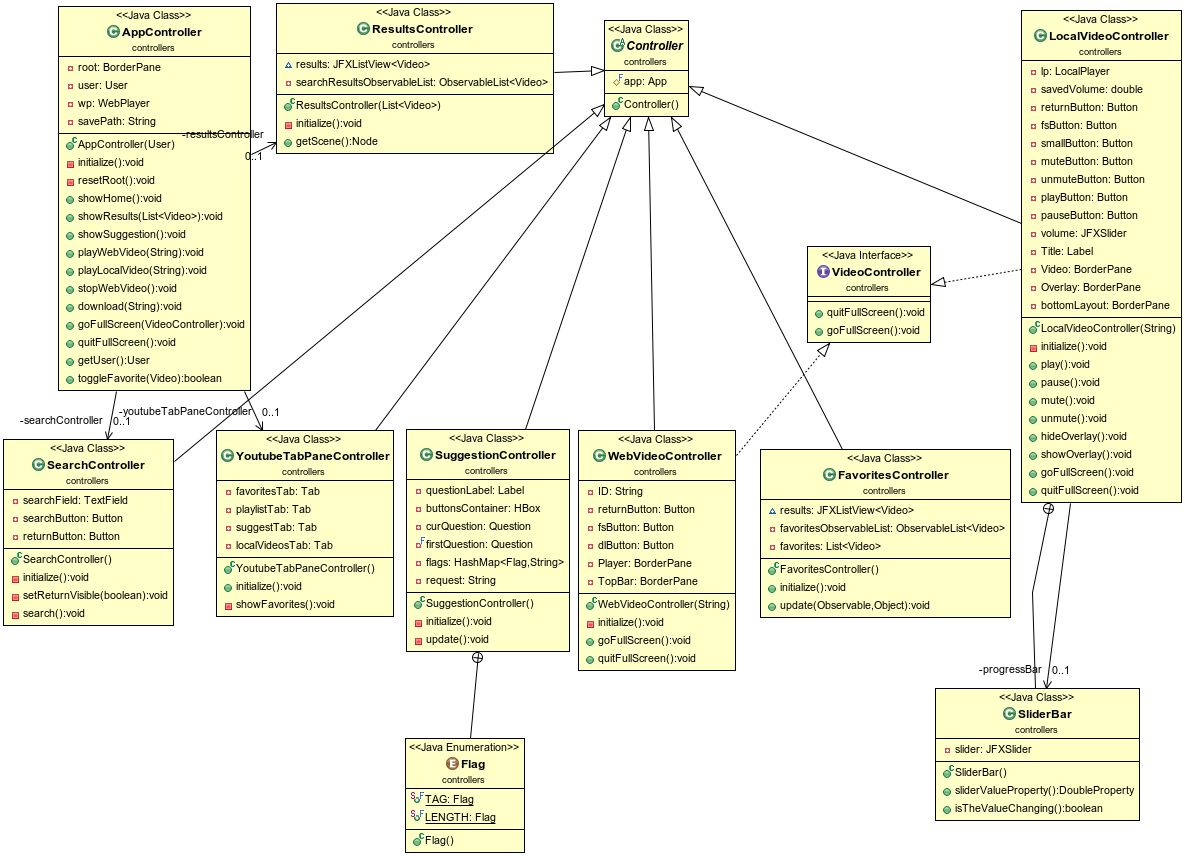 <<Java Class>>
AppController
controllers
root: BorderPane
user: User
wp: WebPlayer
savePath: String
AppController(User)
initialize():void
resetRoot():void
showHome():void
showResults(List<Video>):void
showSuggestion():void
playWebVideo(String):void
playLocalVideo(String):void
stopWebVideo():void
download(String):void
goFullScreen(VideoController):void
quitFullScreen():void
getUser():User
toggleFavorite(Video):boolean
-resultsController
0..1
<<Java Class>>
ResultsController
controllers
results: JFXListView<Video>
searchResultsObservableList: ObservableList<Video>
ResultsController(List<Video>)
initialize():void
getScene():Node
<<Java Class>>
Controller
controllers
app: App
Controller()
<<Java Class>>
LocalVideoController
controllers
lp: LocalPlayer
savedVolume: double
returnButton: Button
fsButton: Button
smallButton: Button
muteButton: Button
unmuteButton: Button
playButton: Button
pauseButton: Button
volume: JFXSlider
Title: Label
Video: BorderPane
Overlay: BorderPane
bottomLayout: BorderPane
LocalVideoController(String)
initialize():void
play():void
pause():void
mute():void
unmute():void
hideOverlay():void
showOverlay():void
goFullScreen():void
quitFullScreen():void
<<Java Interface>>
VideoController
controllers
quitFullScreen():void
goFullScreen():void
-searchController
0..1
-youtubeTabPaneController
0..1
<<Java Class>>
SearchController
controllers
searchField: TextField
searchButton: Button
returnButton: Button
SearchController()
initialize():void
setReturnVisible(boolean):void
search():void
<<Java Class>>
YoutubeTabPaneController
controllers
favoritesTab: Tab
playlistTab: Tab
suggestTab: Tab
localVideosTab: Tab
YoutubeTabPaneController()
initialize():void
showFavorites():void
<<Java Class>>
SuggestionController
controllers
questionLabel: Label
buttonsContainer: HBox
curQuestion: Question
firstQuestion: Question
flags: HashMap<Flag,String>
request: String
SuggestionController()
initialize():void
update():void
<<Java Class>>
WebVideoController
controllers
ID: String
returnButton: Button
fsButton: Button
dlButton: Button
Player: BorderPane
TopBar: BorderPane
WebVideoController(String)
initialize():void
goFullScreen():void
quitFullScreen():void
<<Java Class>>
FavoritesController
controllers
results: JFXListView<Video>
favoritesObservableList: ObservableList<Video>
favorites: List<Video>
FavoritesController()
initialize():void
update(Observable,Object):void
-progressBar
0..1
<<Java Class>>
SliderBar
controllers
slider: JFXSlider
SliderBar()
sliderValueProperty():DoubleProperty
isTheValueChanging():boolean
<<Java Enumeration>>
Flag
controllers
TAG: Flag
LENGTH: Flag
Flag()